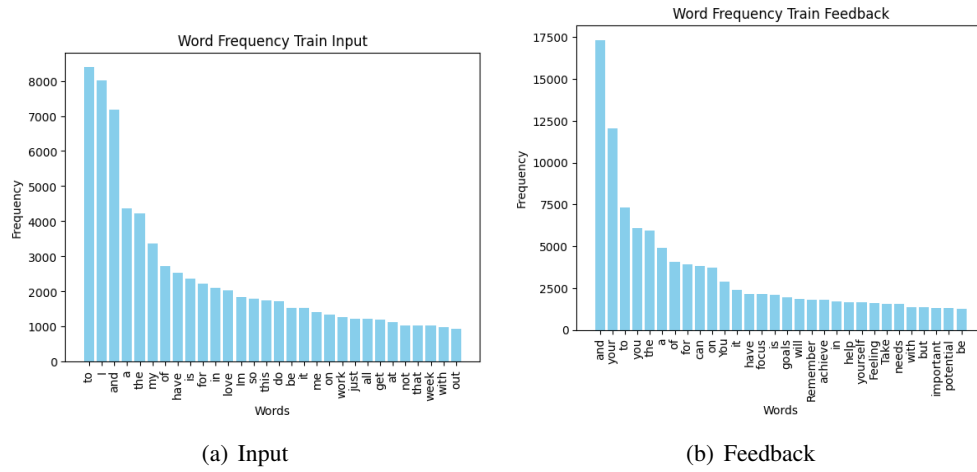 Word Frequency Train Input
Frequency
8000
7000
6000
5000
4000
3000
2000
1000
0
to I and a the my of have is for in love Im so this do be it me on work just all get at not that week with out
Words
(a) Input
Word Frequency Train Feedback
Frequency
17500
15000
12500
10000
7500
5000
2500
0
and your to you the a of for can on You it have focus is goals will Remember achieve in help yourself Feeling Take needs with but important potential be
Words
(b) Feedback